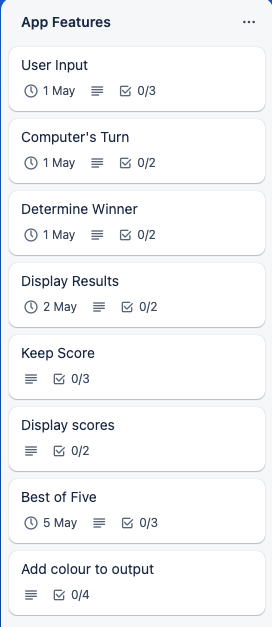 App Features
User Input
1 May 0/3
Computer's Turn
1 May 0/2
Determine Winner
1 May 0/2
Display Results
2 May 0/2
Keep Score
0/3
Display scores
0/2
Best of Five
5 May 0/3
Add colour to output
0/4